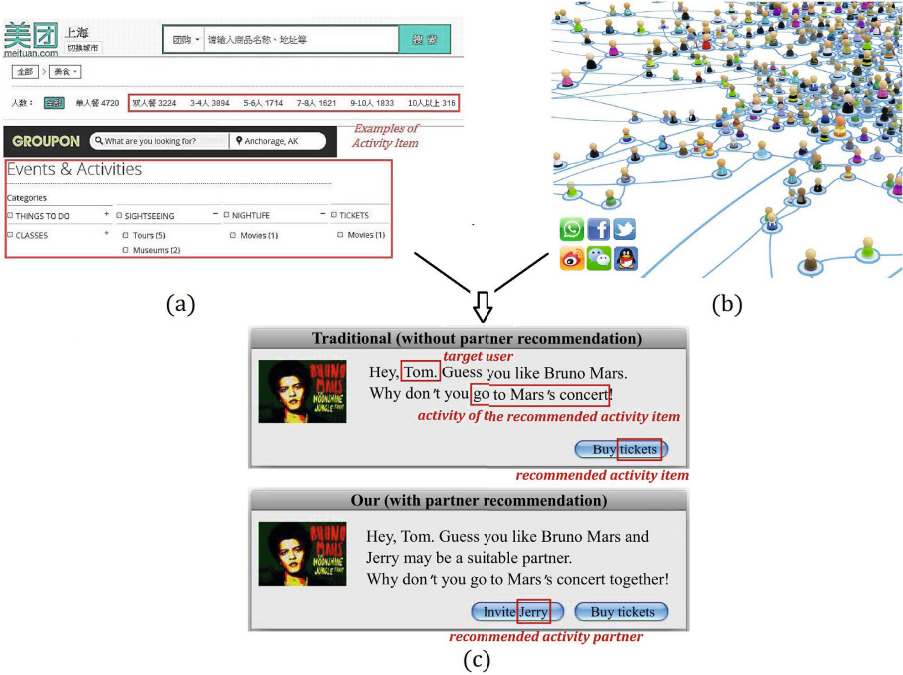 美团
meituan.com
上海
切换城市
团购
请输入商品名称、地址等
搜 索
全部 > 美食
人数： 全部 单人餐 4720 双人餐 3224 3-4人 3894 5-6人 1714 7-8人 1621 9-10人 1833 10人以上 316
GROUPON What are you looking for? Anchorage, AK
Examples of
Activity Item
Events & Activities
Categories
THINGS TO DO + SIGHTSEEING − NIGHTLIFE − TICKETS
CLASSES + Tours (5) Movies (1) Movies (1)
Museums (2)
(a)
(b)
Traditional (without partner recommendation)
target user
Hey, Tom. Guess you like Bruno Mars.
Why don't you go to Mars's concert!
activity of the recommended activity item
BRUNO
MARS
MOONSHINE
JUNGLE
Buy tickets
recommended activity item
Our (with partner recommendation)
BRUNO
MARS
MOONSHINE
JUNGLE
Hey, Tom. Guess you like Bruno Mars and
Jerry may be a suitable partner.
Why don't you go to Mars's concert together!
Invite Jerry Buy tickets
recommended activity partner
(c)